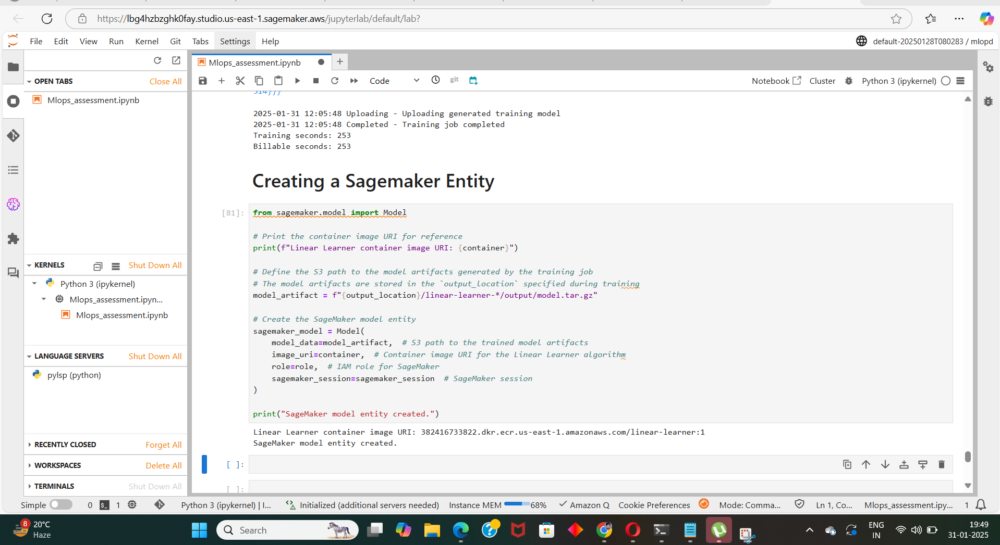 https://lbg4hzbzghk0fay.studio.us-east-1.sagemaker.aws/jupyterlab/default/lab?
File Edit View Run Kernel Git Tabs Settings Help
default-20250128T080283 / mlopd
Mlops_assessment.ipynb
Code
git
Notebook
Cluster
Python 3 (ipykernel)
OPEN TABS
Close All
Mlops_assessment.ipynb
KERNELS
Shut Down All
Python 3 (ipykernel)
Mlops_assessment.ipyn...
Mlops_assessment.ipynb
LANGUAGE SERVERS
Shut Down All
pylsp (python)
RECENTLY CLOSED
Forget All
WORKSPACES
Delete All
TERMINALS
Shut Down All
514}}}
2025-01-31 12:05:48 Uploading - Uploading generated training model
2025-01-31 12:05:48 Completed - Training job completed
Training seconds: 253
Billable seconds: 253
Creating a Sagemaker Entity
[81]:
from sagemaker.model import Model
# Print the container image URI for reference
print(f"Linear Learner container image URI: {container}")
# Define the S3 path to the model artifacts generated by the training job
# The model artifacts are stored in the `output_location` specified during training
model_artifact = f"{output_location}/linear-learner-*/output/model.tar.gz"
# Create the SageMaker model entity
sagemaker_model = Model(
model_data=model_artifact,  # S3 path to the trained model artifacts
image_uri=container,  # Container image URI for the Linear Learner algorithm
role=role,  # IAM role for SageMaker
sagemaker_session=sagemaker_session  # SageMaker session
)
print("SageMaker model entity created.")
Linear Learner container image URI: 382416733822.dkr.ecr.us-east-1.amazonaws.com/linear-learner:1
SageMaker model entity created.
[ ]:
[ ]:
Simple 0 1 Python 3 (ipykernel) | I... Initialized (additional servers needed) Instance MEM 68% Amazon Q Cookie Preferences Mode: Comma... Ln 1, Co... Mlops_assessment.ipy... 1
8
20°C
Haze
Search
ENG
IN
19:49
31-01-2025